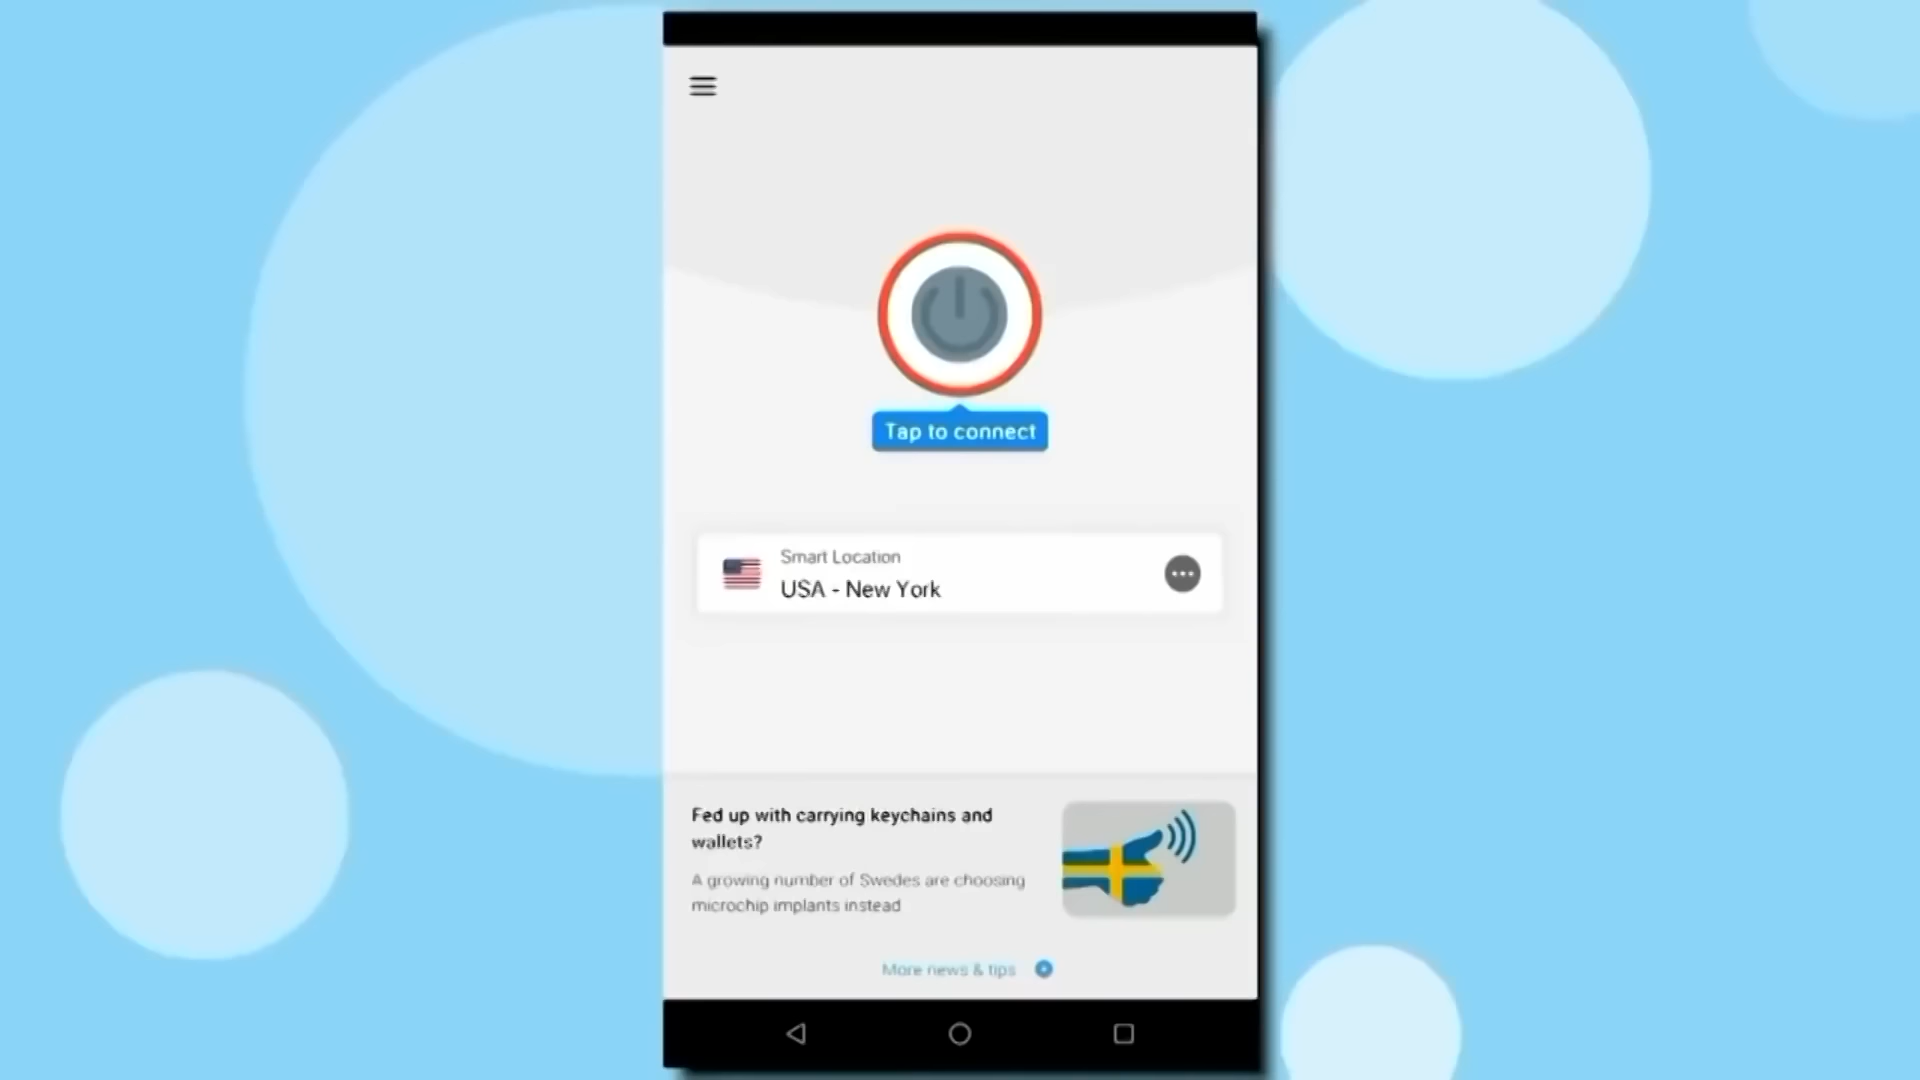 Tap to connect
Smart Location
USA - New York
Fed up with carrying keychains and
wallets?
A growing number of Swedes are choosing
microchip implants instead
More news & tips